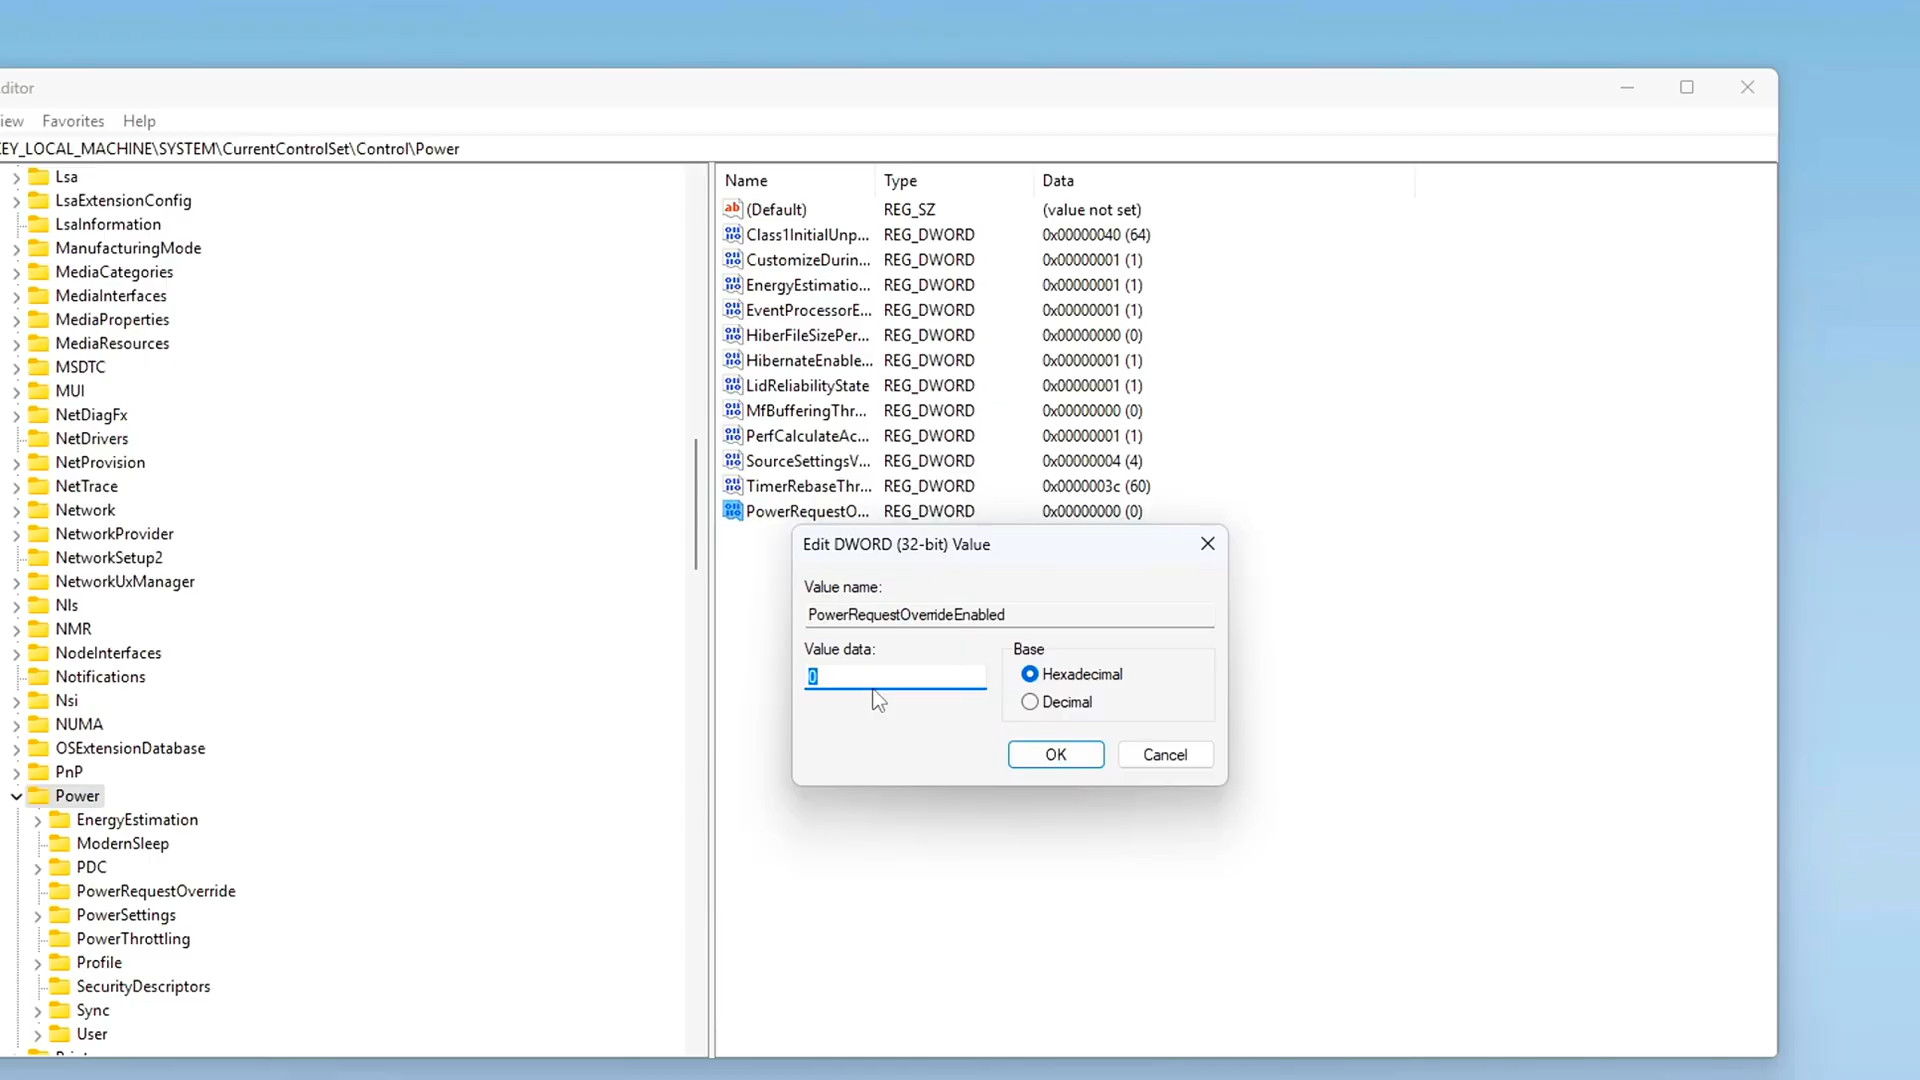 ditor
iew Favorites Help
EY_LOCAL_MACHINE\SYSTEM\CurrentControlSet\Control\Power
Lsa
LsaExtensionConfig
LsaInformation
ManufacturingMode
MediaCategories
MediaInterfaces
MediaProperties
MediaResources
MSDTC
MUI
NetDiagFx
NetDrivers
NetProvision
NetTrace
Network
NetworkProvider
NetworkSetup2
NetworkUxManager
Nls
NMR
NodeInterfaces
Notifications
Nsi
NUMA
OSExtensionDatabase
PnP
Power
EnergyEstimation
ModernSleep
PDC
PowerRequestOverride
PowerSettings
PowerThrottling
Profile
SecurityDescriptors
Sync
User
Name Type Data
(Default) REG_SZ (value not set)
Class1InitialUnp... REG_DWORD 0x00000040 (64)
CustomizeDurin... REG_DWORD 0x00000001 (1)
EnergyEstimatio... REG_DWORD 0x00000001 (1)
EventProcessorE... REG_DWORD 0x00000001 (1)
HiberFileSizePer... REG_DWORD 0x00000000 (0)
HibernateEnable... REG_DWORD 0x00000001 (1)
LidReliabilityState REG_DWORD 0x00000001 (1)
MfBufferingThr... REG_DWORD 0x00000000 (0)
PerfCalculateAc... REG_DWORD 0x00000001 (1)
SourceSettingsV... REG_DWORD 0x00000004 (4)
TimerRebaseThr... REG_DWORD 0x0000003c (60)
PowerRequestO... REG_DWORD 0x00000000 (0)
Edit DWORD (32-bit) Value
Value name:
PowerRequestOverrideEnabled
Value data:
0
Base
Hexadecimal
Decimal
OK Cancel